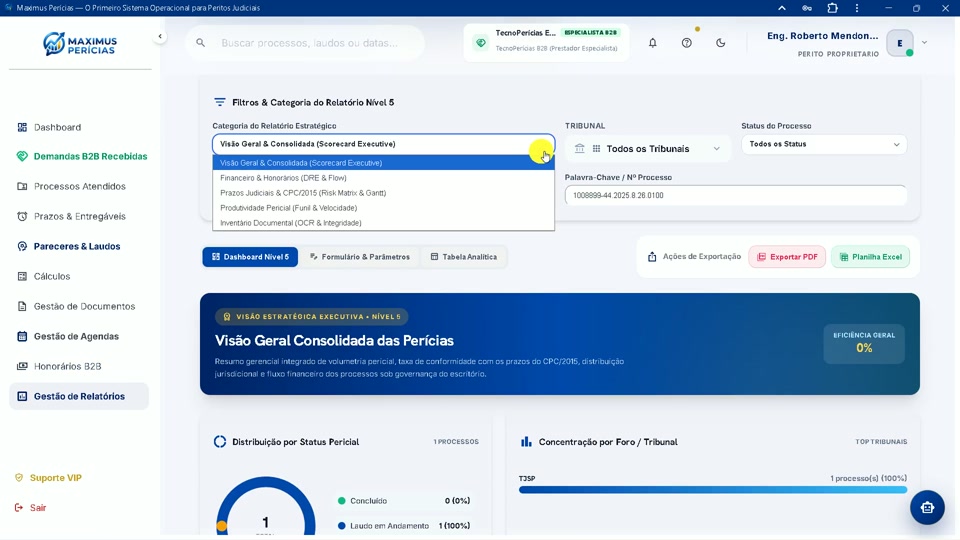 Maximus Perícias — O Primeiro Sistema Operacional para Peritos Judiciais
MAXIMUS
PERÍCIAS
Buscar processos, laudos ou datas...
TecnoPerícias E... ESPECIALISTA B2B
TecnoPerícias B2B (Prestador Especialista)
Eng. Roberto Mendon...
PERITO PROPRIETARIO
E
Dashboard
Demandas B2B Recebidas
Processos Atendidos
Prazos & Entregáveis
Pareceres & Laudos
Cálculos
Gestão de Documentos
Gestão de Agendas
Honorários B2B
Gestão de Relatórios
Suporte VIP
Sair
Filtros & Categoria do Relatório Nível 5
Categoria do Relatório Estratégico
Visão Geral & Consolidada (Scorecard Executive)
Visão Geral & Consolidada (Scorecard Executive)
Financeiro & Honorários (DRE & Flow)
Prazos Judiciais & CPC/2015 (Risk Matrix & Gantt)
Produtividade Pericial (Funil & Velocidade)
Inventário Documental (OCR & Integridade)
TRIBUNAL
Todos os Tribunais
Status do Processo
Todos os Status
Palavra-Chave / Nº Processo
1008899-44.2025.8.26.0100
Dashboard Nível 5
Formulário & Parâmetros
Tabela Analítica
Ações de Exportação
Exportar PDF
Planilha Excel
VISÃO ESTRATÉGICA EXECUTIVA • NÍVEL 5
Visão Geral Consolidada das Perícias
Resumo gerencial integrado de volumetria pericial, taxa de conformidade com os prazos do CPC/2015, distribuição
jurisdicional e fluxo financeiro dos processos sob governança do escritório.
EFICIÊNCIA GERAL
0%
Distribuição por Status Pericial
1 PROCESSOS
1
Concluído 0 (0%)
Laudo em Andamento 1 (100%)
Concentração por Foro / Tribunal
TOP TRIBUNAIS
TJSP
1 processo(s) (100%)